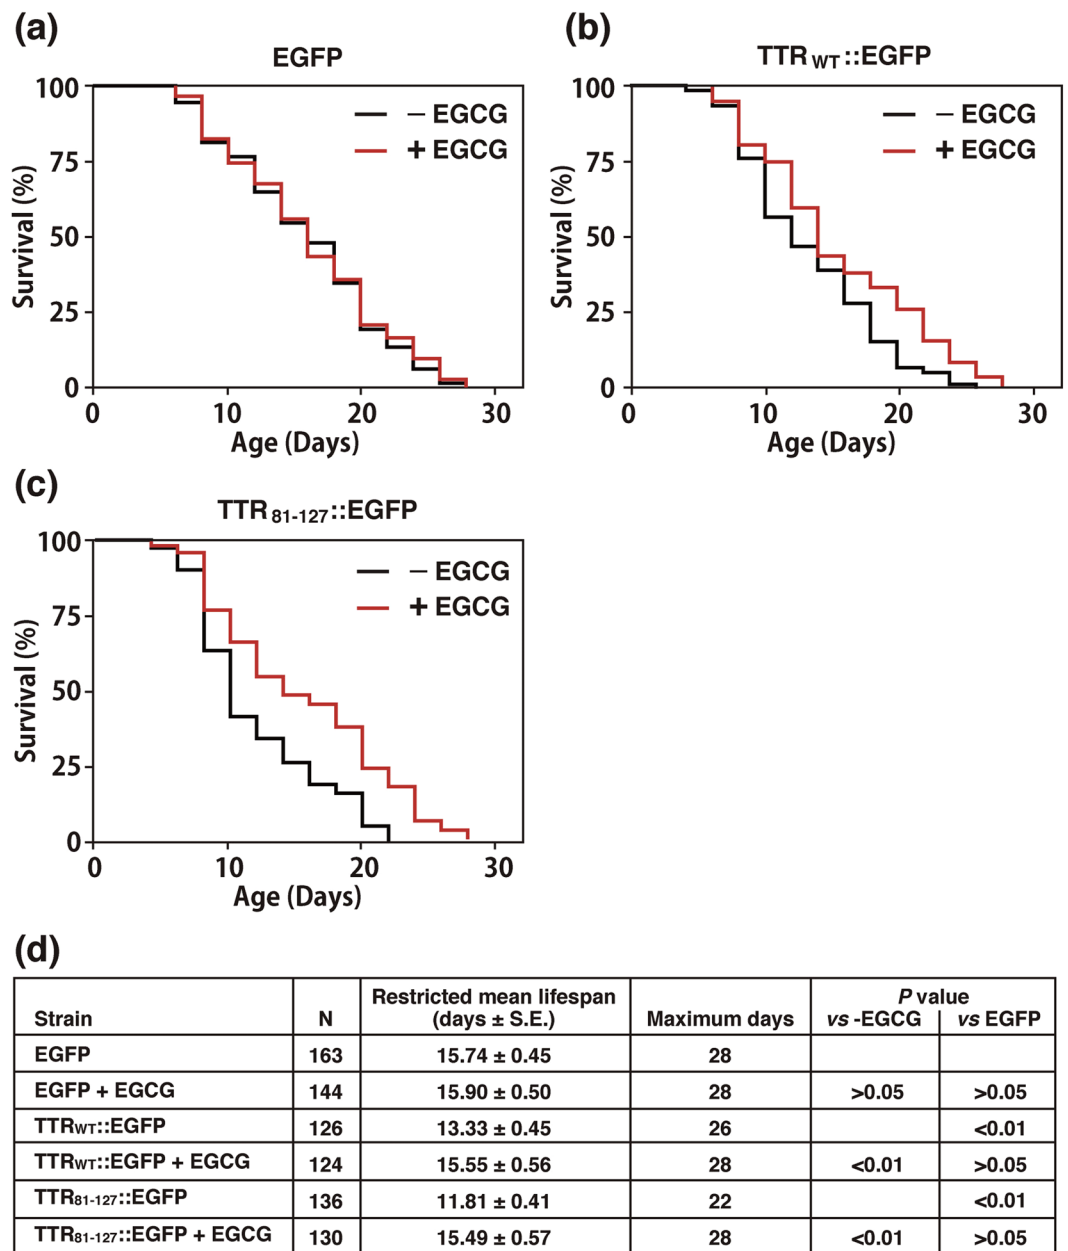 (a)
EGFP
100
75
50
25
0
Survival (%)
– EGCG
+ EGCG
0 10 20 30
Age (Days)
(b)
TTR WT ::EGFP
100
75
50
25
0
Survival (%)
– EGCG
+ EGCG
0 10 20 30
Age (Days)
(c)
TTR 81-127::EGFP
100
75
50
25
0
Survival (%)
– EGCG
+ EGCG
0 10 20 30
Age (Days)
(d)
Restricted mean lifespan P value
Strain N (days ± S.E.) Maximum days vs -EGCG vs EGFP
EGFP 163 15.74 ± 0.45 28
EGFP + EGCG 144 15.90 ± 0.50 28 >0.05 >0.05
TTRWT::EGFP 126 13.33 ± 0.45 26 <0.01
TTRWT::EGFP + EGCG 124 15.55 ± 0.56 28 <0.01 >0.05
TTR81-127::EGFP 136 11.81 ± 0.41 22 <0.01
TTR81-127::EGFP + EGCG 130 15.49 ± 0.57 28 <0.01 >0.05